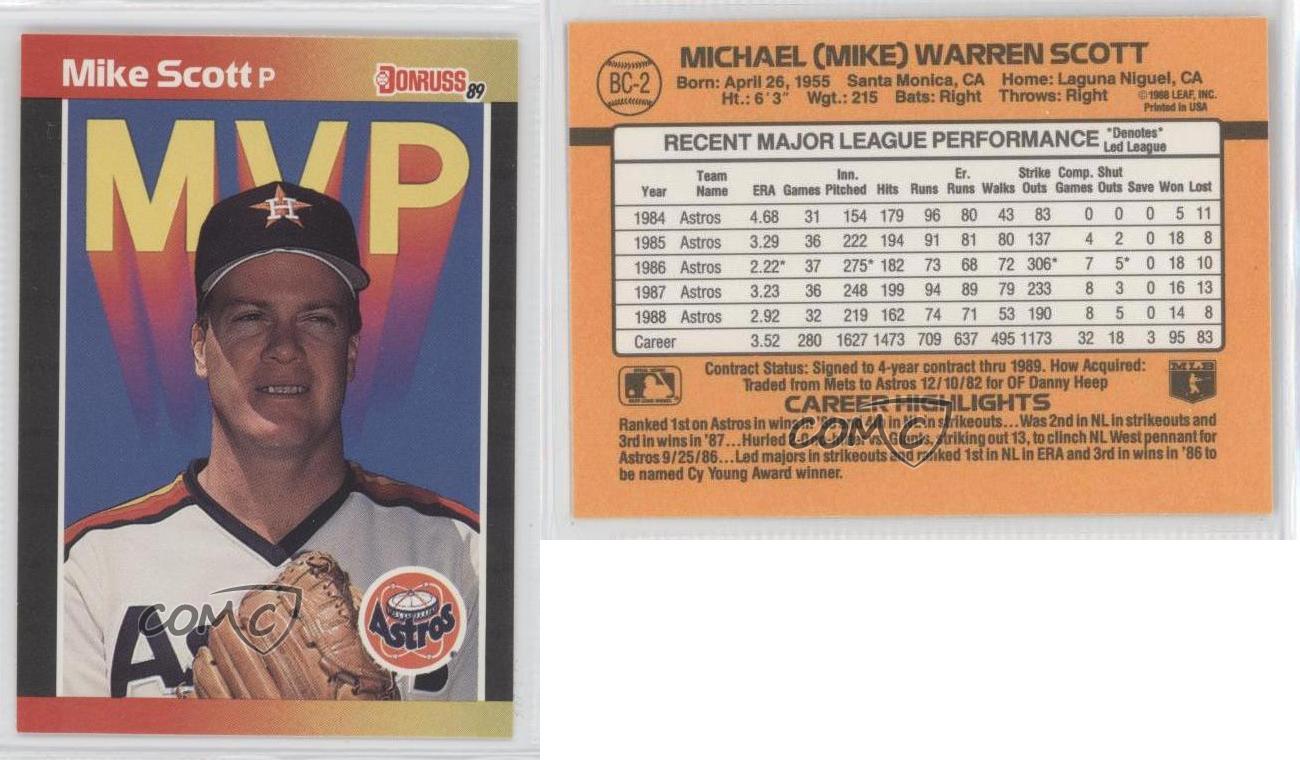 Mike Scott P
DONRUSS 89
MVP
H
As
Astros
COMC
BC-2
MICHAEL (MIKE) WARREN SCOTT
Born: April 26, 1955 Santa Monica, CA Home: Laguna Niguel, CA
Ht.: 6'3" Wgt.: 215 Bats: Right Throws: Right
©1988 LEAF, INC.
Printed in USA
RECENT MAJOR LEAGUE PERFORMANCE *Denotes*
Led League
Year Team Name ERA Games Inn. Pitched Hits Runs Er. Runs Walks Strike Outs Comp. Games Shut Outs Save Won Lost
1984 Astros 4.68 31 154 179 96 80 43 83 0 0 0 5 11
1985 Astros 3.29 36 222 194 91 81 80 137 4 2 0 18 8
1986 Astros 2.22* 37 275* 182 73 68 72 306* 7 5* 0 18 10
1987 Astros 3.23 36 248 199 94 89 79 233 8 3 0 16 13
1988 Astros 2.92 32 219 162 74 71 53 190 8 5 0 14 8
Career 3.52 280 1627 1473 709 637 495 1173 32 18 3 95 83
Contract Status: Signed to 4-year contract thru 1989. How Acquired:
Traded from Mets to Astros 12/10/82 for OF Danny Heep
MLB
CAREER HIGHLIGHTS
Ranked 1st on Astros in wins in strikeouts...Was 2nd in NL in strikeouts and
3rd in wins in '87...Hurled striking out 13, to clinch NL West pennant for
Astros 9/25/86...Led majors in strikeouts and ranked 1st in NL in ERA and 3rd in wins in '86 to
be named Cy Young Award winner.
COMC